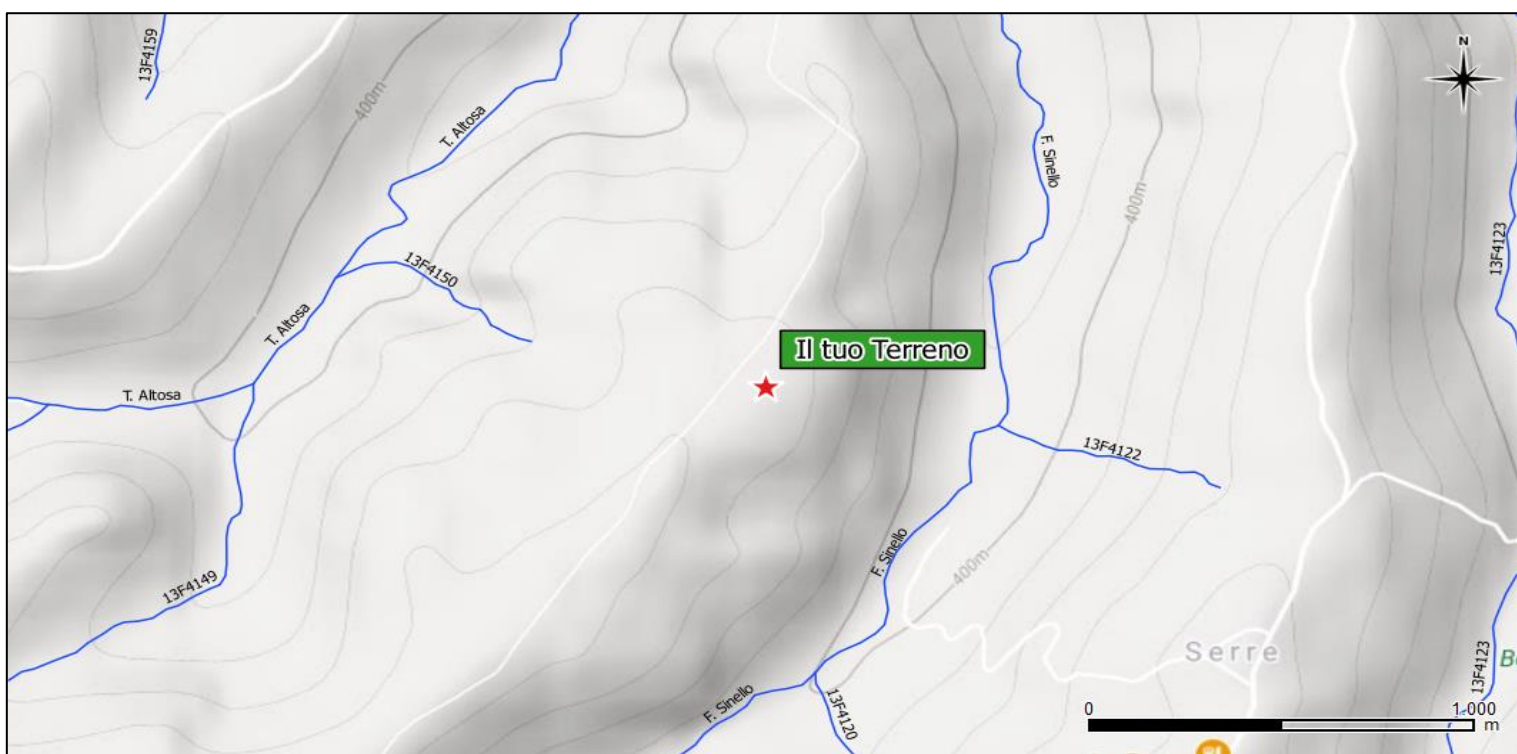 N
13F4159
400m
T. Altosa
F. Sinello
400m
13F4123
13F4150
T. Altosa
Il tuo Terreno
T. Altosa
13F4122
F. Sinello
400m
13F4149
Serre
13F4123
F. Sinello
13F4120
0
1.000
m